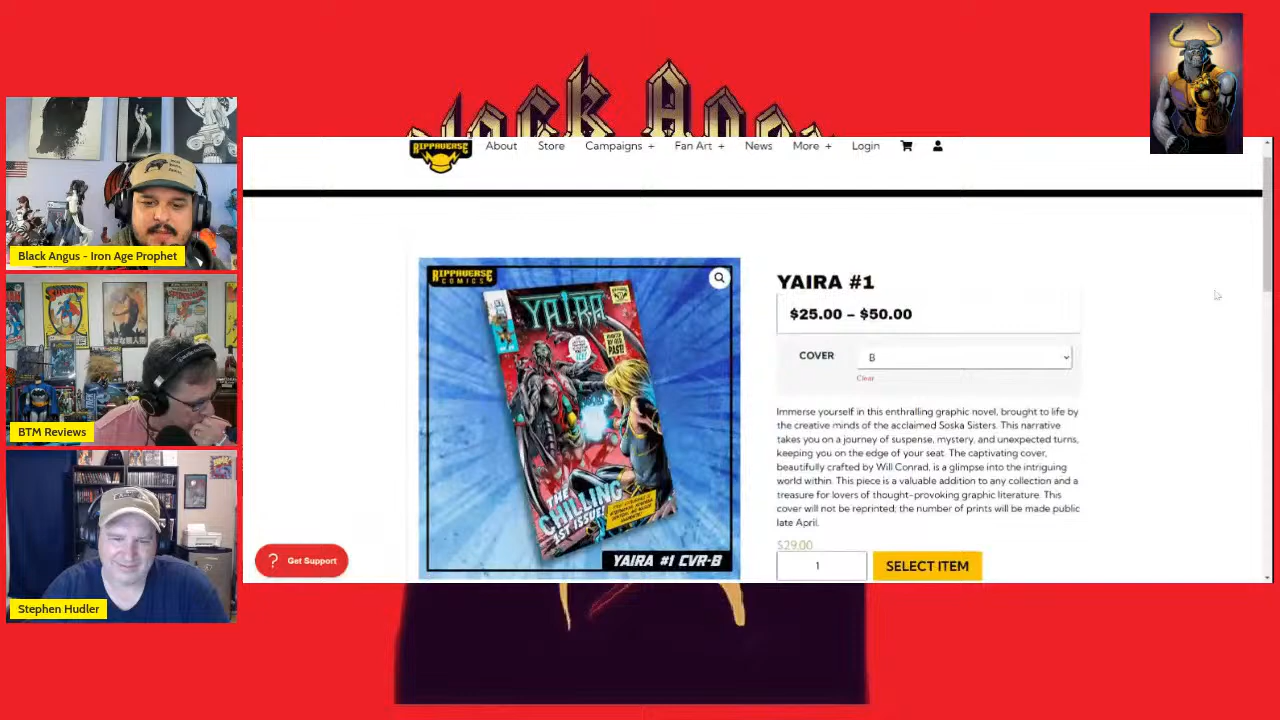 Black Angus
RIPPAVERSE
About
Store
Campaigns +
Fan Art +
News
More +
Login
Black Angus - Iron Age Prophet
BTM Reviews
Stephen Hudler
RIPPAVERSE
COMICS
YAIRA
THE
CHILLING
1ST ISSUE!
YAIRA #1 CVR-B
? Get Support
YAIRA #1
$25.00 – $50.00
COVER
B
Clear
Immerse yourself in this enthralling graphic novel, brought to life by
the creative minds of the acclaimed Soska Sisters. This narrative
takes you on a journey of suspense, mystery, and unexpected turns,
keeping you on the edge of your seat. The captivating cover,
beautifully crafted by Will Conrad, is a glimpse into the intriguing
world within. This piece is a valuable addition to any collection and a
treasure for lovers of thought-provoking graphic literature. This
cover will not be reprinted; the number of prints will be made public
late April.
$29.00
1
SELECT ITEM